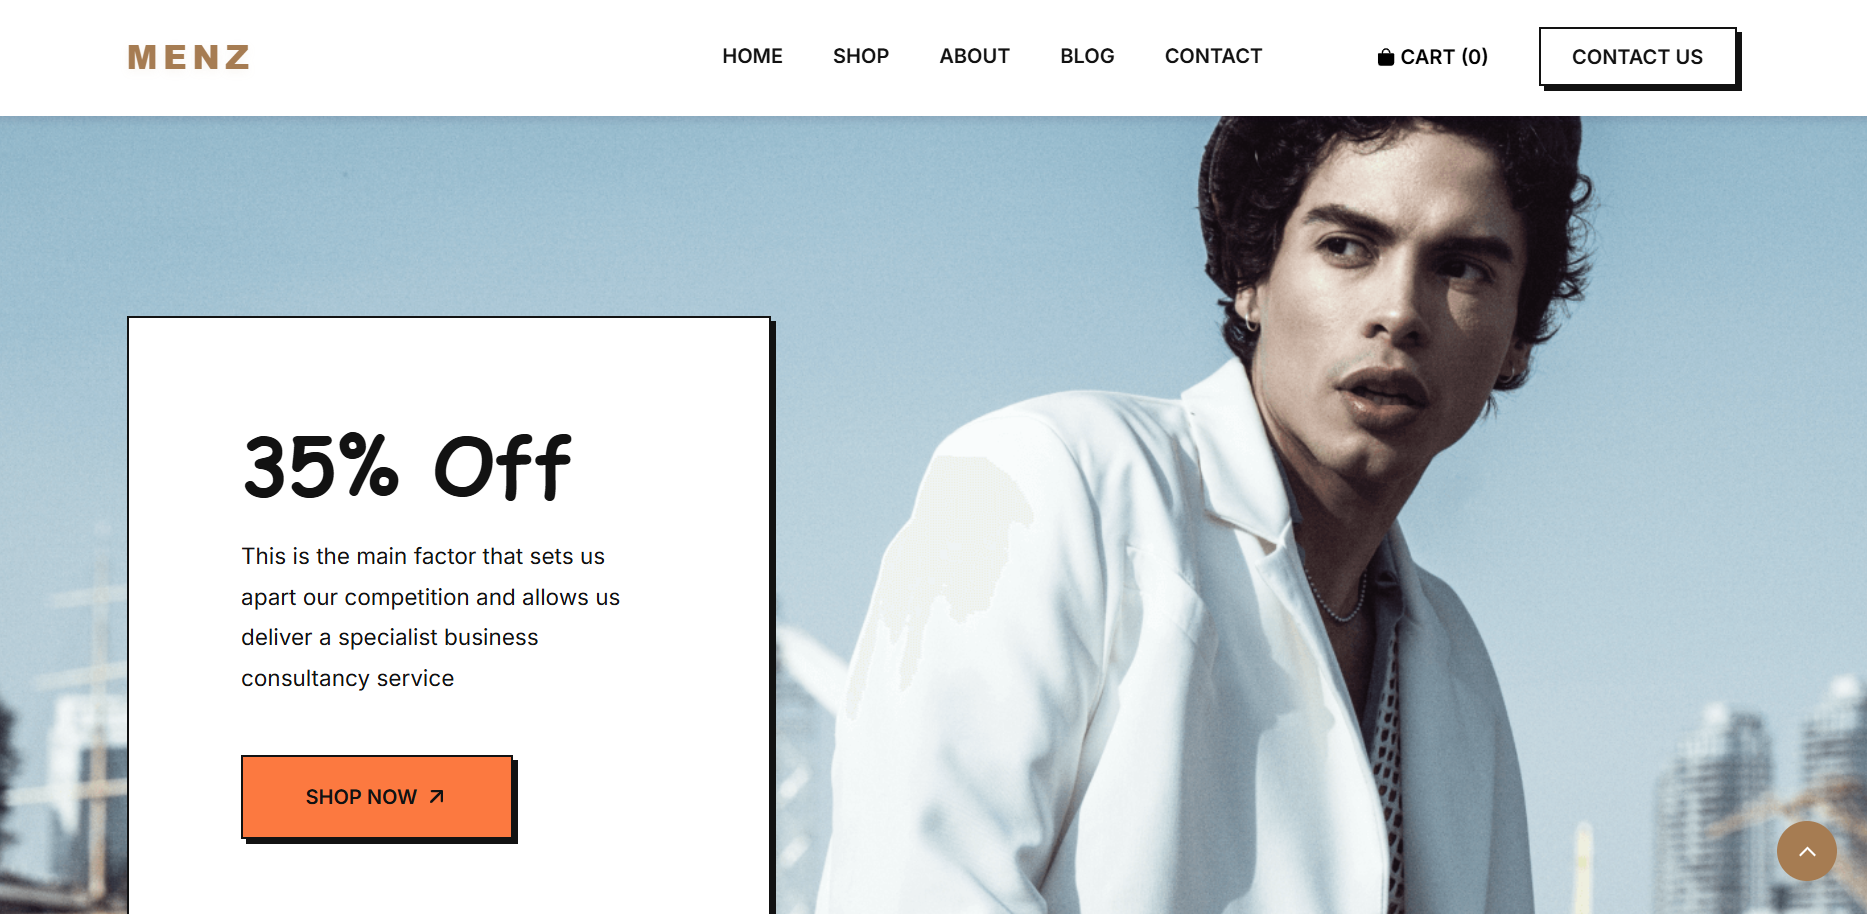 MENZ
HOME SHOP ABOUT BLOG CONTACT CART (0) CONTACT US
35% Off
This is the main factor that sets us
apart our competition and allows us
deliver a specialist business
consultancy service
SHOP NOW